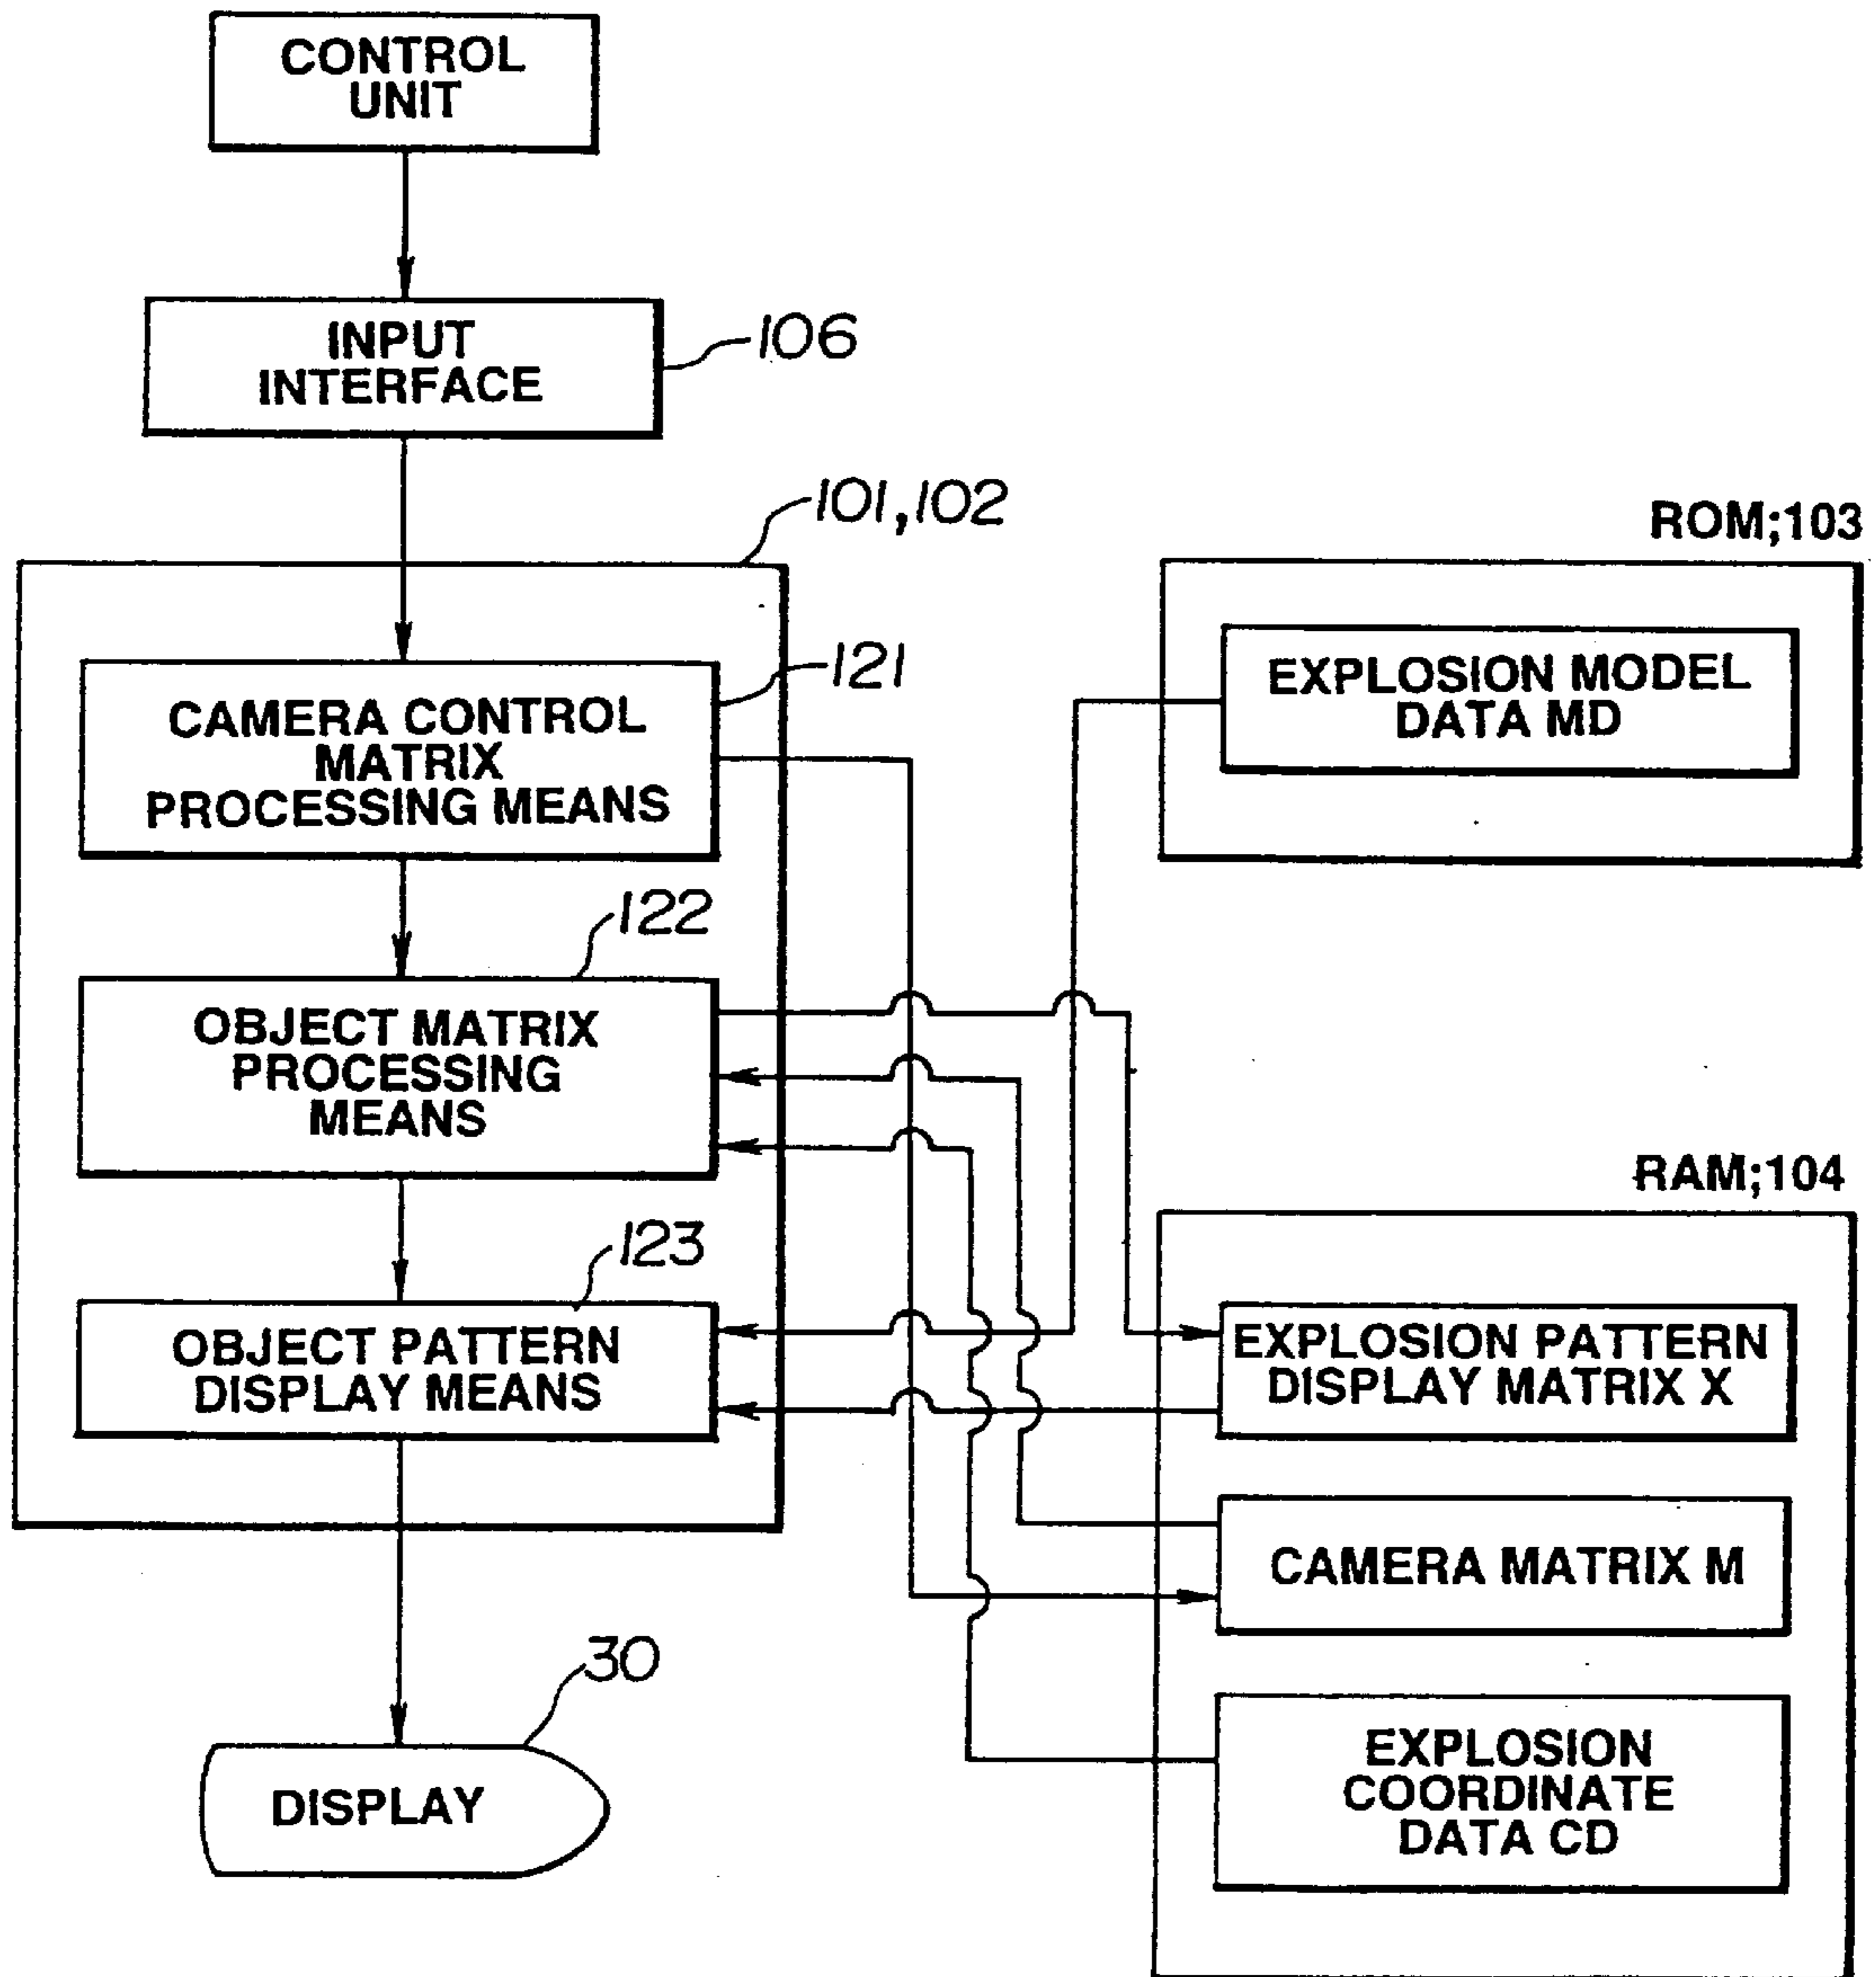 CONTROL
UNIT
INPUT
INTERFACE
106
101,102
ROM;103
CAMERA CONTROL
MATRIX
PROCESSING MEANS
121
EXPLOSION MODEL
DATA MD
122
OBJECT MATRIX
PROCESSING
MEANS
RAM;104
123
OBJECT PATTERN
DISPLAY MEANS
EXPLOSION PATTERN
DISPLAY MATRIX X
CAMERA MATRIX M
30
DISPLAY
EXPLOSION
COORDINATE
DATA CD